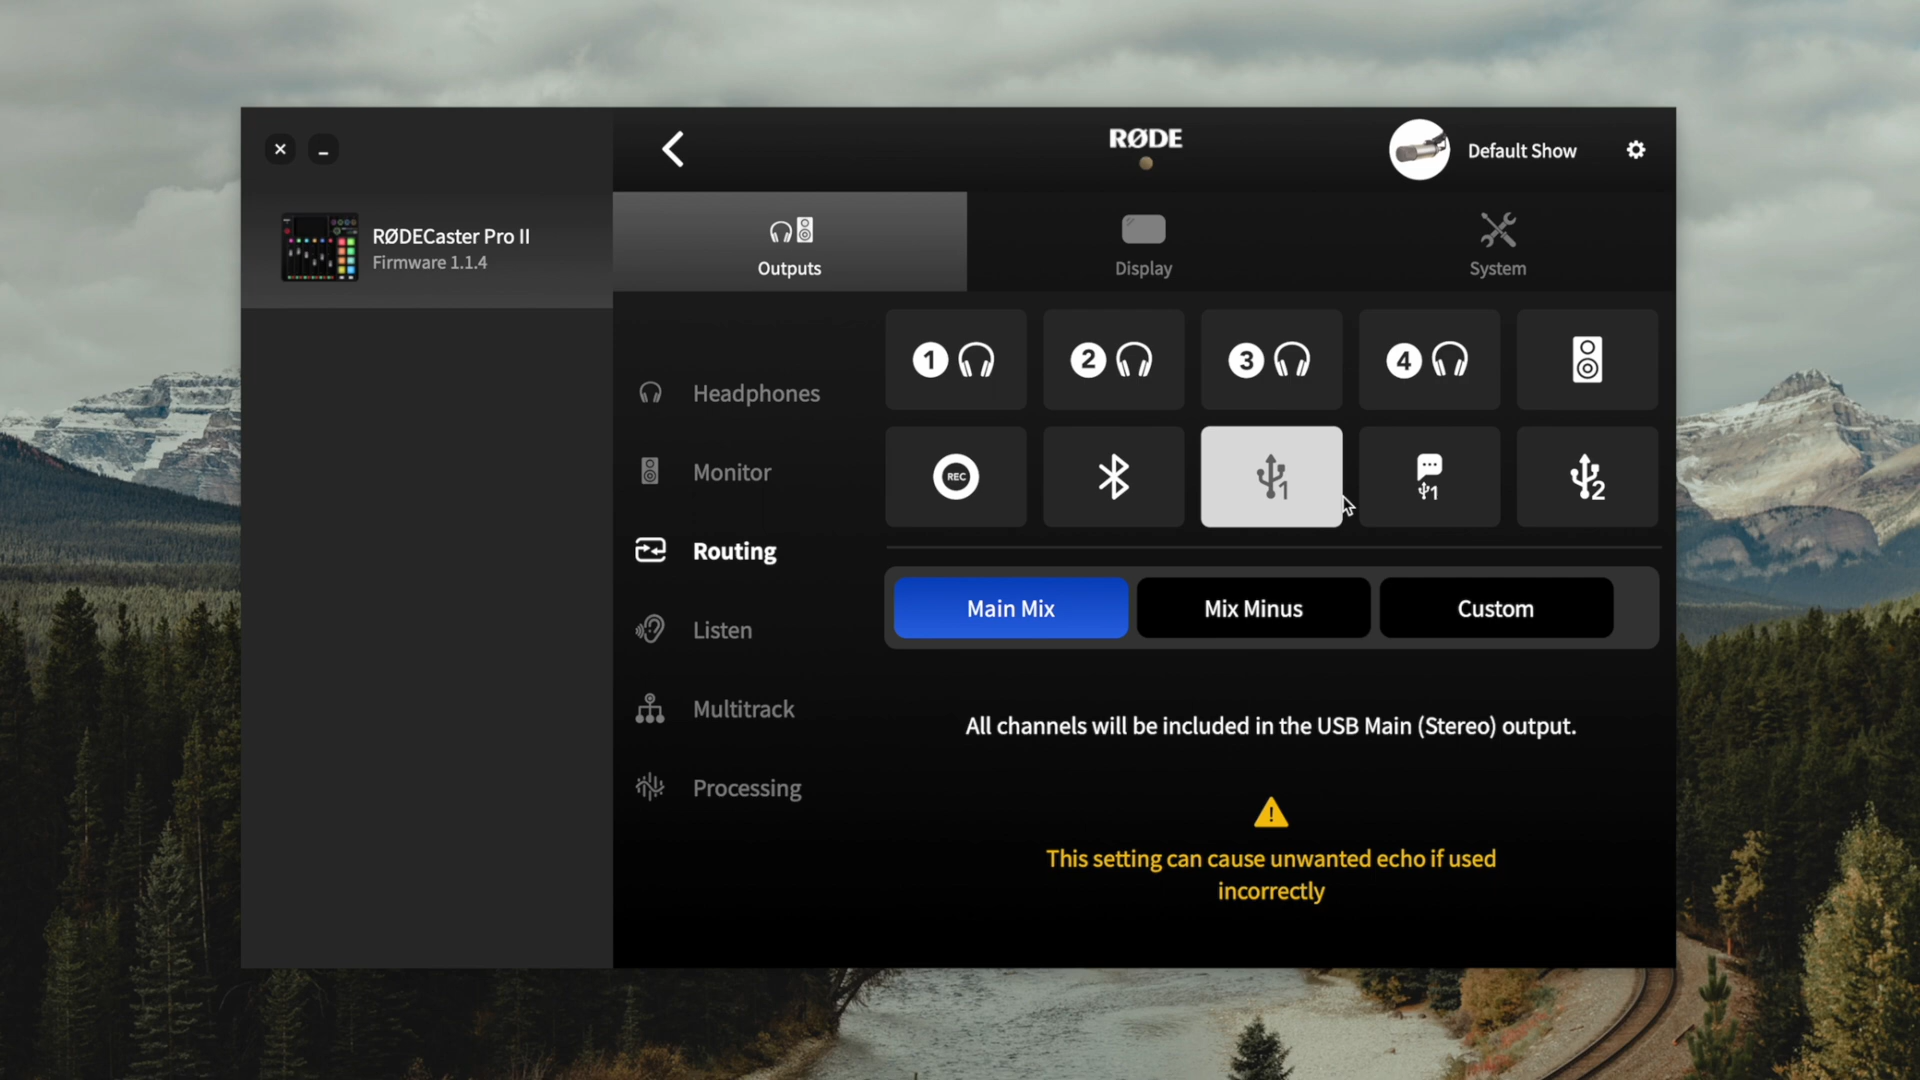 RØDE
Default Show
RØDECaster Pro II
Firmware 1.1.4
Outputs
Display
System
1
2
3
4
REC
1
1
2
Headphones
Monitor
Routing
Listen
Multitrack
Processing
Main Mix
Mix Minus
Custom
All channels will be included in the USB Main (Stereo) output.
This setting can cause unwanted echo if used
incorrectly